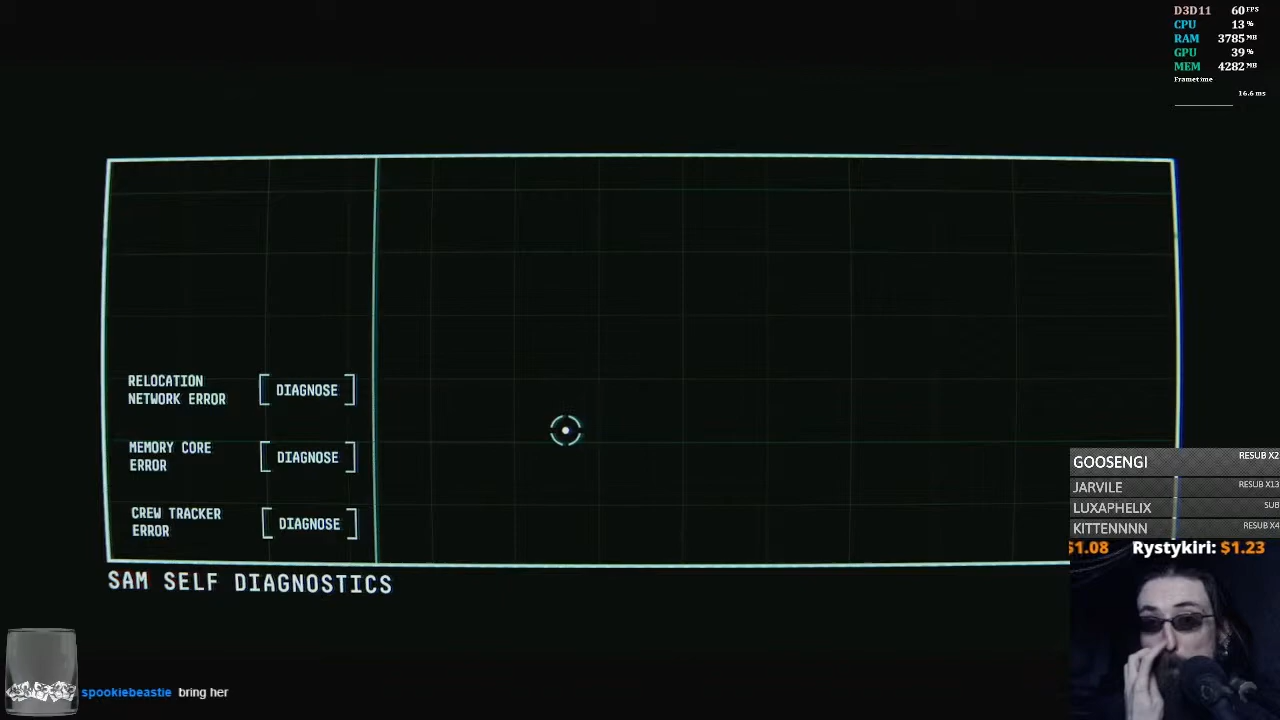 D3D11 60 FPS
CPU 13 %
RAM 3785 MB
GPU 39 %
MEM 4282 MB
Frametime
16.6 ms
RELOCATION
NETWORK ERROR
DIAGNOSE
MEMORY CORE
ERROR
DIAGNOSE
CREW TRACKER
ERROR
DIAGNOSE
SAM SELF DIAGNOSTICS
GOOSENGI RESUB X2
JARVILE RESUB X13
LUXAPHELIX SUB
KITTENNNN RESUB X4
$1.08 Rystykiri: $1.23
spookiebeastie bring her